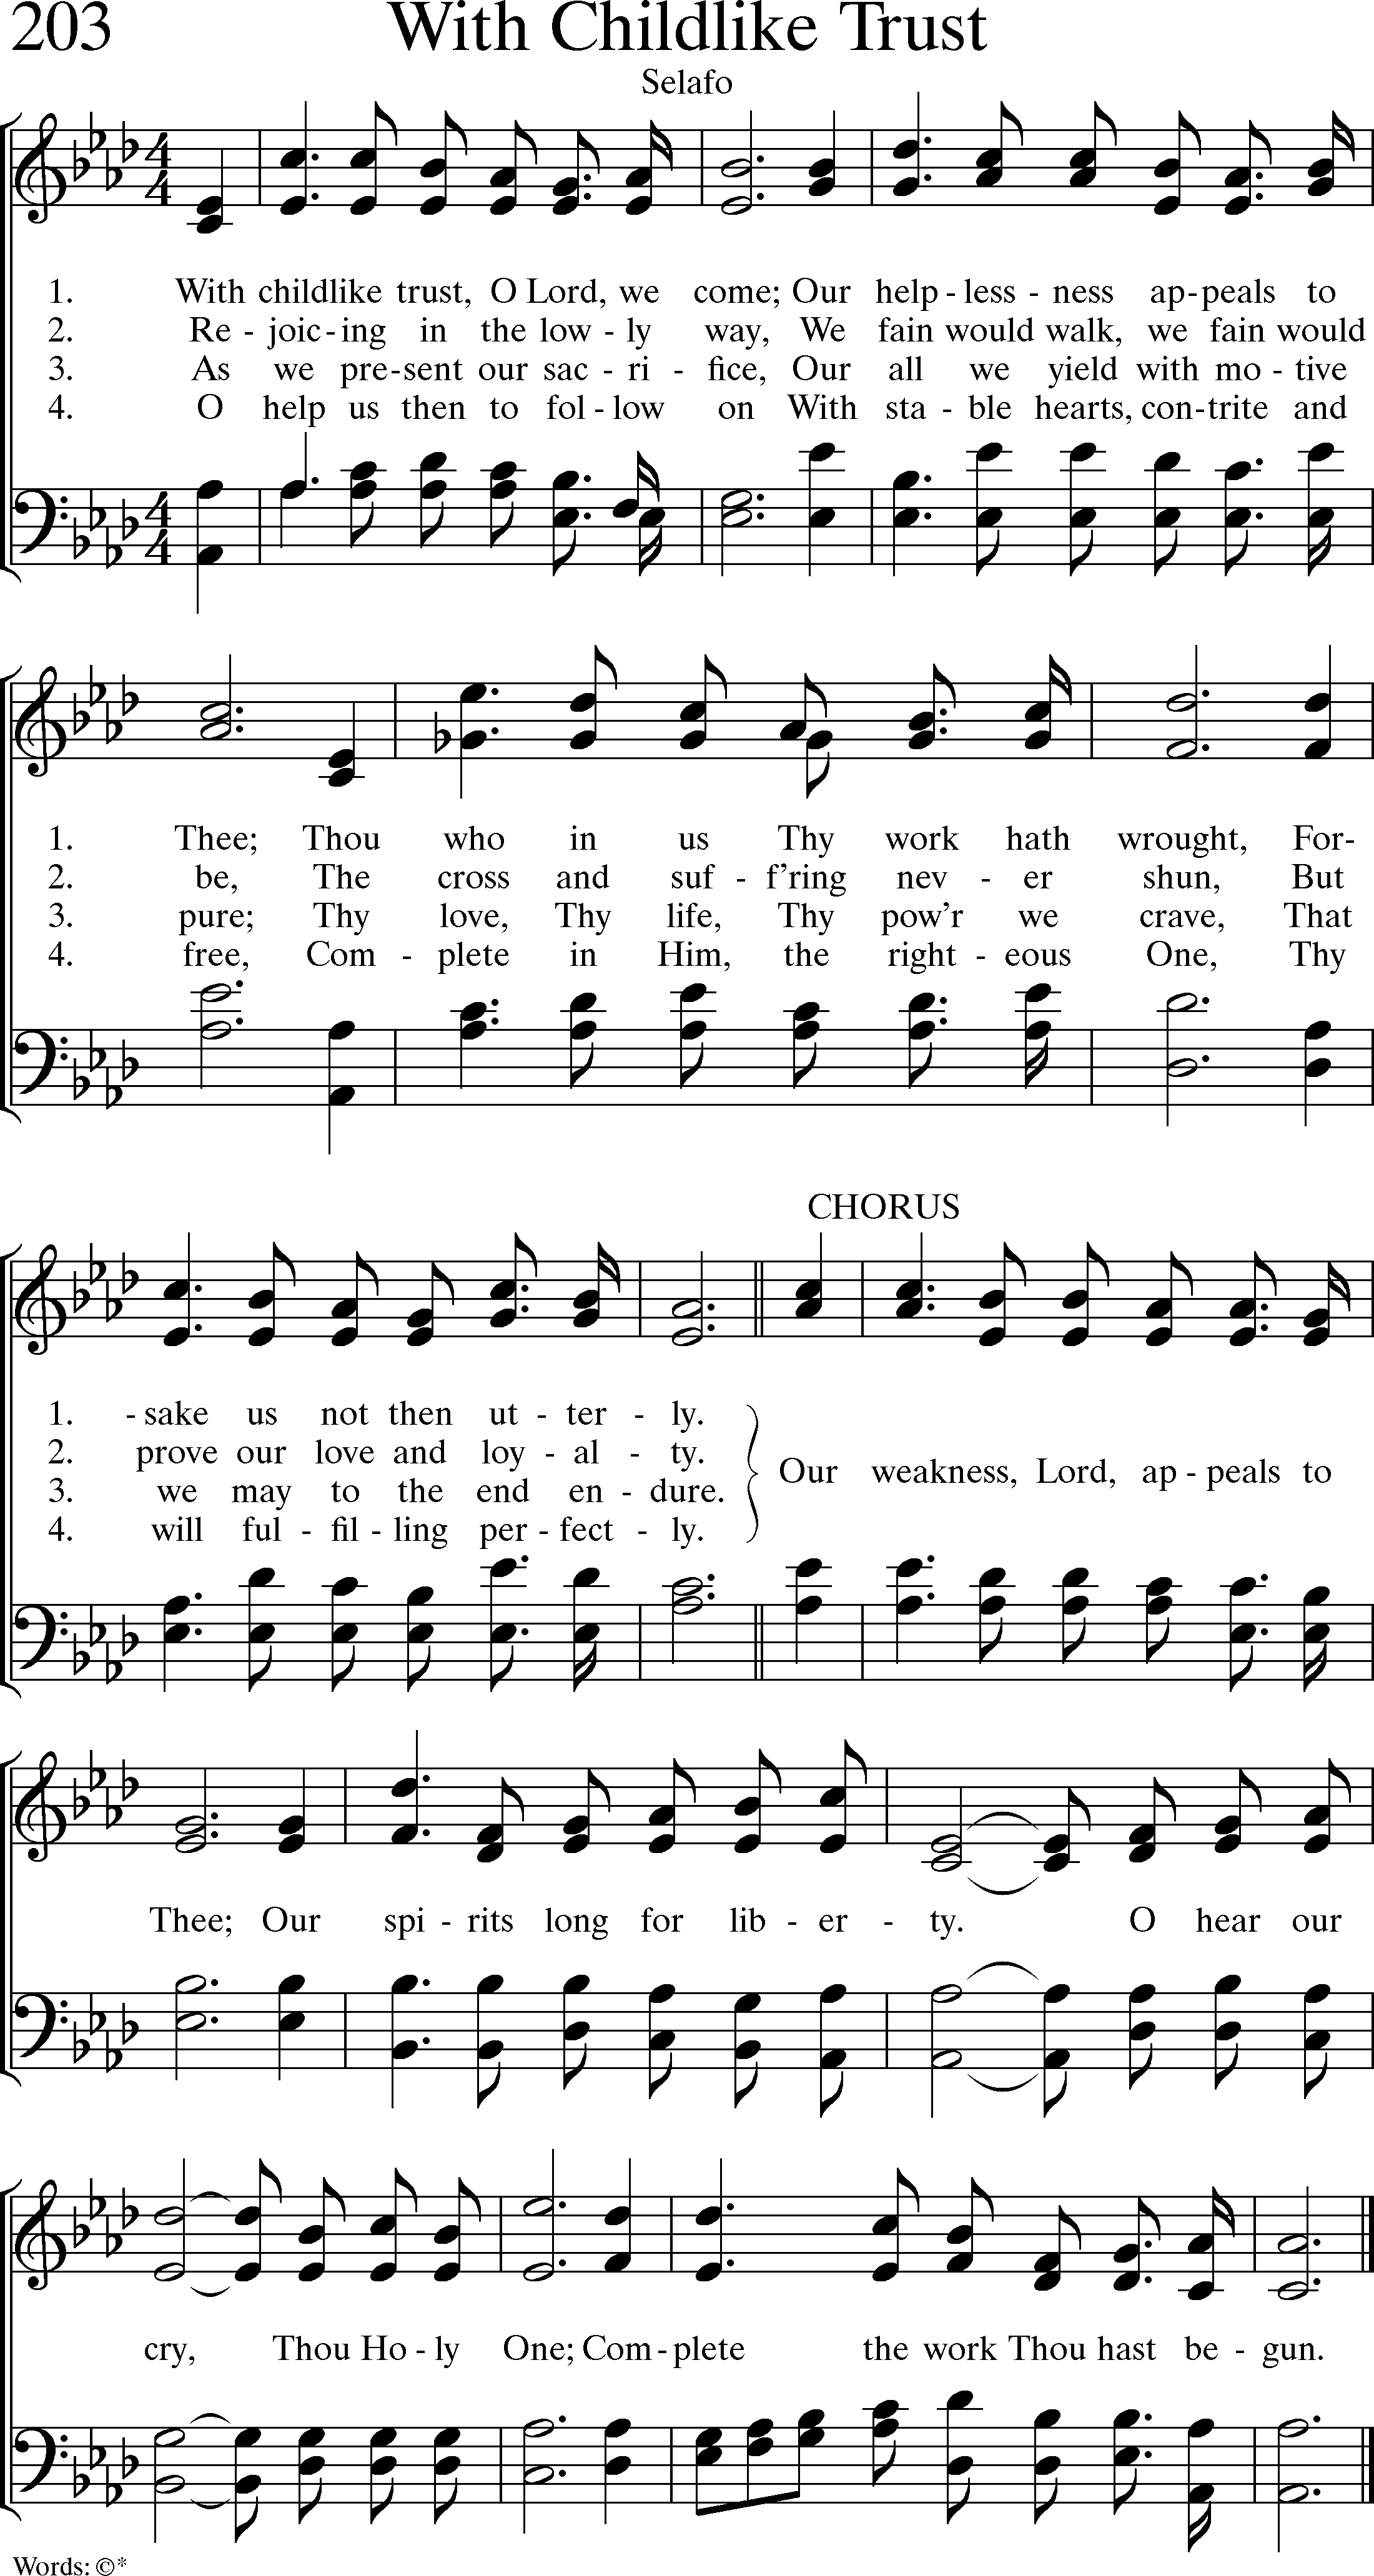 203 With Childlike Trust
Selafo
1. With childlike trust, O Lord, we come; Our help - less - ness ap - peals to
2. Re - joic - ing in the low - ly way, We fain would walk, we fain would
3. As we pre - sent our sac - ri - fice, Our all we yield with mo - tive
4. O help us then to fol - low on With sta - ble hearts, con - trite and
1. Thee; Thou who in us Thy work hath wrought, For-
2. be, The cross and suf - f'ring nev - er shun, But
3. pure; Thy love, Thy life, Thy pow'r we crave, That
4. free, Com - plete in Him, the right - eous One, Thy
CHORUS
1. - sake us not then ut - ter - ly.
2. prove our love and loy - al - ty.
Our weakness, Lord, ap - peals to
3. we may to the end en - dure.
4. will ful - fil - ling per - fect - ly.
Thee; Our spi - rits long for lib - er - ty. O hear our
cry, Thou Ho - ly One; Com - plete the work Thou hast be - gun.
Words: ©*